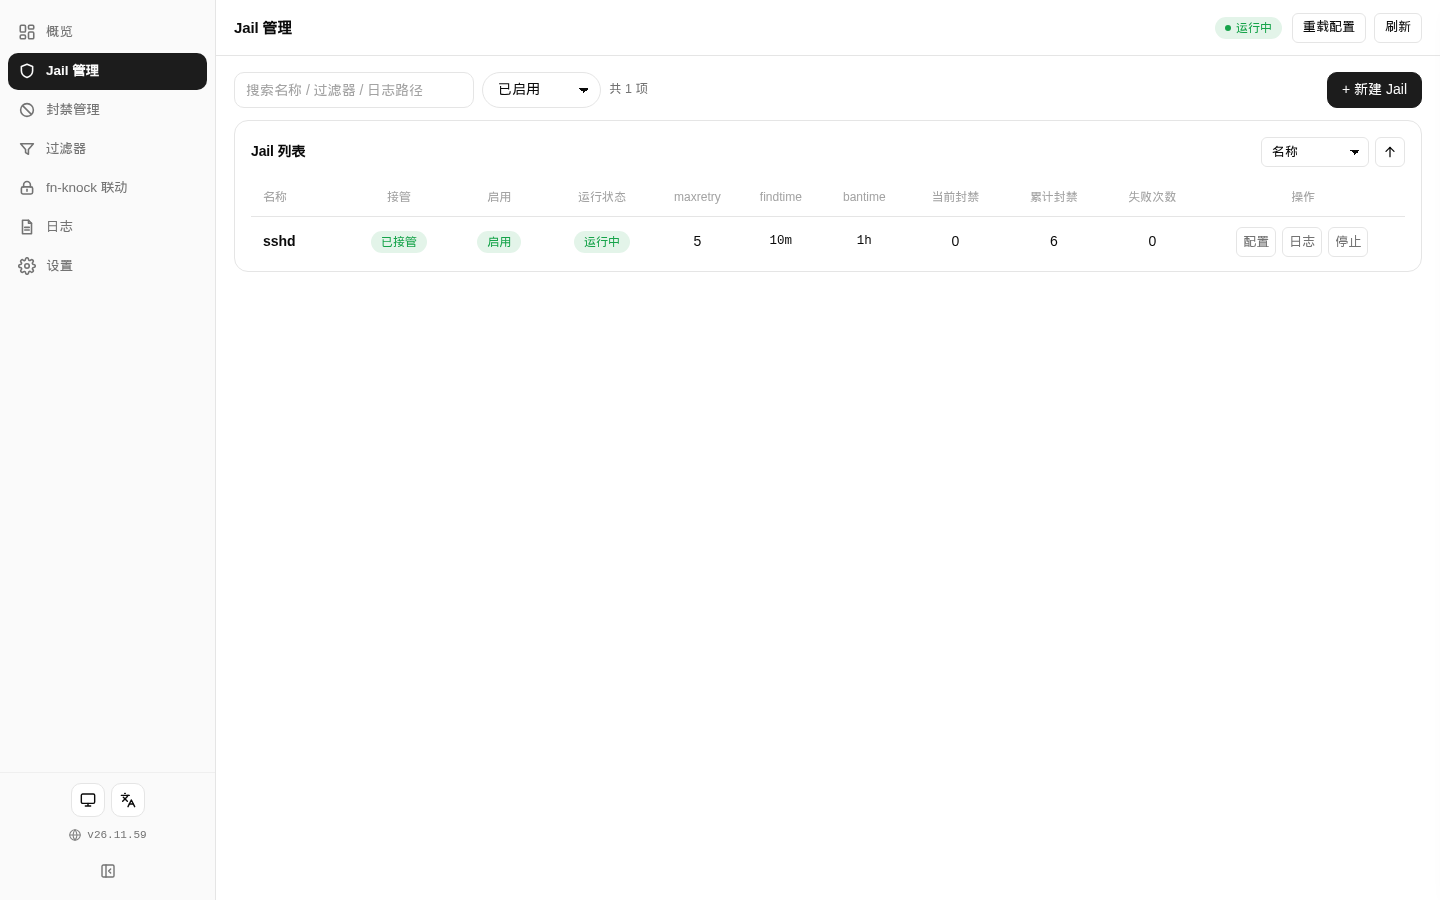 概览
Jail 管理
封禁管理
过滤器
fn-knock 联动
日志
设置
v26.11.59
Jail 管理
运行中
重载配置
刷新
搜索名称 / 过滤器 / 日志路径
已启用
共 1 项
+ 新建 Jail
Jail 列表
名称
名称 接管 启用 运行状态 maxretry findtime bantime 当前封禁 累计封禁 失败次数 操作
sshd 已接管 启用 运行中 5 10m 1h 0 6 0 配置 日志 停止